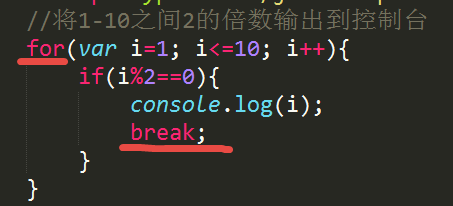 //将1-10之间2的倍数输出到控制台
for(var i=1; i<=10; i++){
if(i%2==0){
console.log(i);
break;
}
}